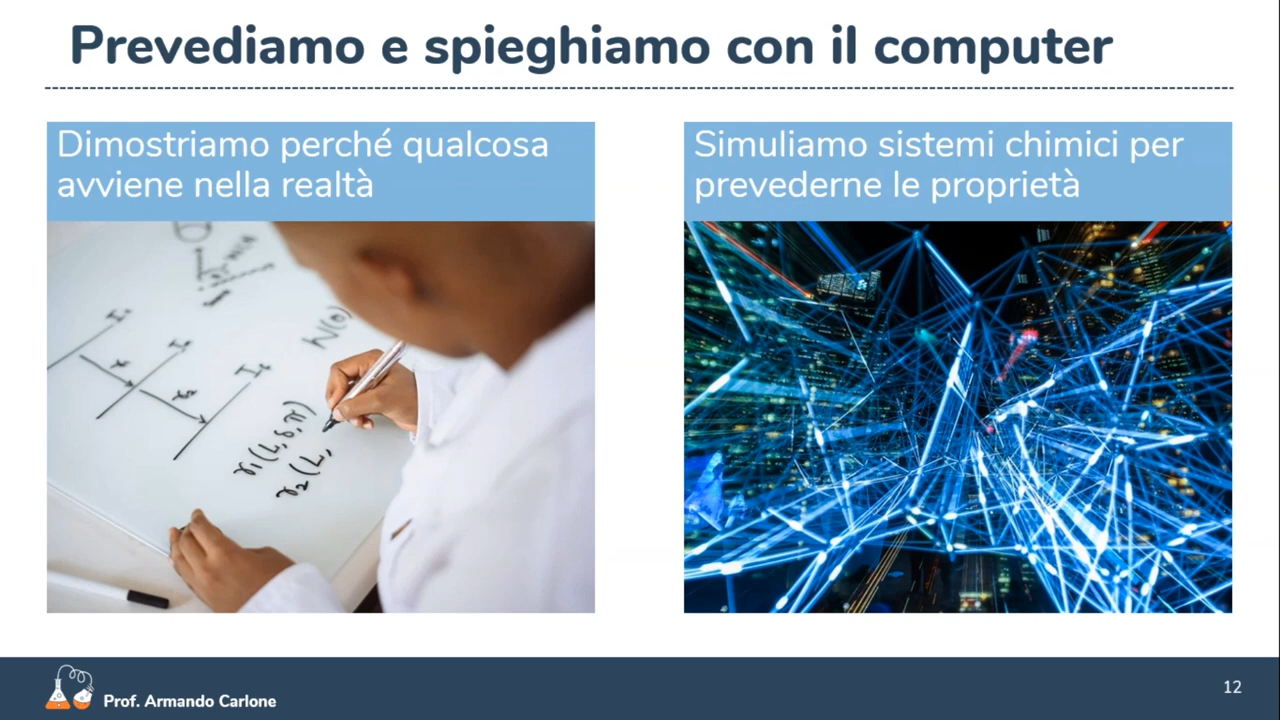 Prevediamo e spieghiamo con il computer
Dimostriamo perché qualcosa
avviene nella realtà
Simuliamo sistemi chimici per
prevederne le proprietà
Prof. Armando Carlone
12